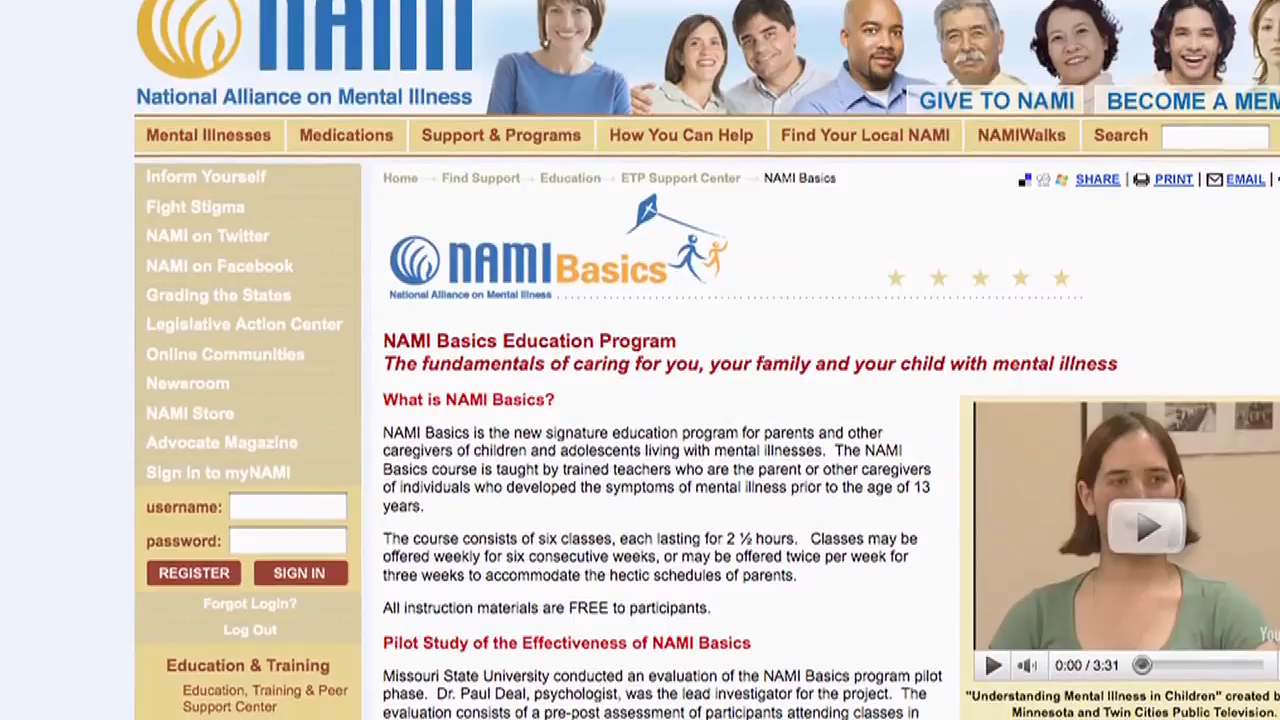 NAMI
National Alliance on Mental Illness
GIVE TO NAMI
BECOME A
Mental Illnesses
Medications
Support & Programs
How You Can Help
Find Your Local NAMI
NAMIWalks
Search
Inform Yourself
Fight Stigma
NAMI on Twitter
NAMI on Facebook
Grading the States
Legislative Action Center
Online Communities
Newsroom
NAMI Store
Advocate Magazine
Sign in to myNAMI
username:
password:
REGISTER
SIGN IN
Forgot Login?
Log Out
Education & Training
Education, Training & Peer
Support Center
Home → Find Support → Education → ETP Support Center → NAMI Basics
SHARE | PRINT | EMAIL |
NAMI Basics
National Alliance on Mental Illness
NAMI Basics Education Program
The fundamentals of caring for you, your family and your child with mental illness
What is NAMI Basics?
NAMI Basics is the new signature education program for parents and other
caregivers of children and adolescents living with mental illnesses. The NAMI
Basics course is taught by trained teachers who are the parent or other caregivers
of individuals who developed the symptoms of mental illness prior to the age of 13
years.
The course consists of six classes, each lasting for 2 ½ hours. Classes may be
offered weekly for six consecutive weeks, or may be offered twice per week for
three weeks to accommodate the hectic schedules of parents.
All instruction materials are FREE to participants.
Pilot Study of the Effectiveness of NAMI Basics
Missouri State University conducted an evaluation of the NAMI Basics program pilot
phase. Dr. Paul Deal, psychologist, was the lead investigator for the project. The
evaluation consists of a pre-post assessment of participants attending classes in
0:00 / 3:31
"Understanding Mental Illness in Children" created
Minnesota and Twin Cities Public Television.